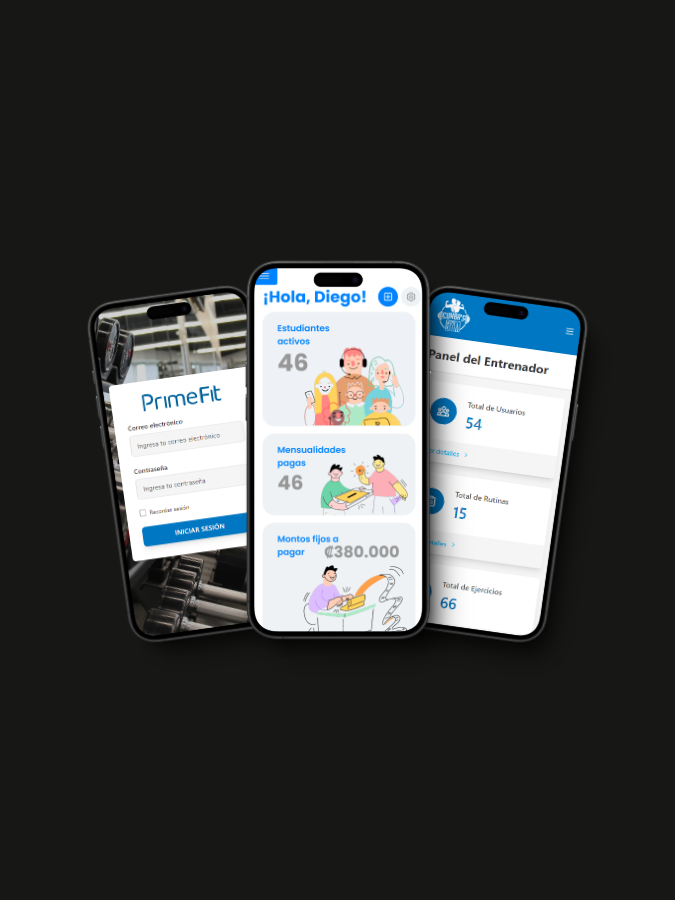 PrimeFit
Correo electrónico
Ingresa tu correo electrónico
Contraseña
Ingresa tu contraseña
Recordar sesión
INICIAR SESIÓN
¡Hola, Diego!
Estudiantes
activos
46
Mensualidades
pagas
46
Montos fijos a
pagar
₡380.000
GYM
Panel del Entrenador
Total de Usuarios
54
detalles
Total de Rutinas
15
Total de Ejercicios
66